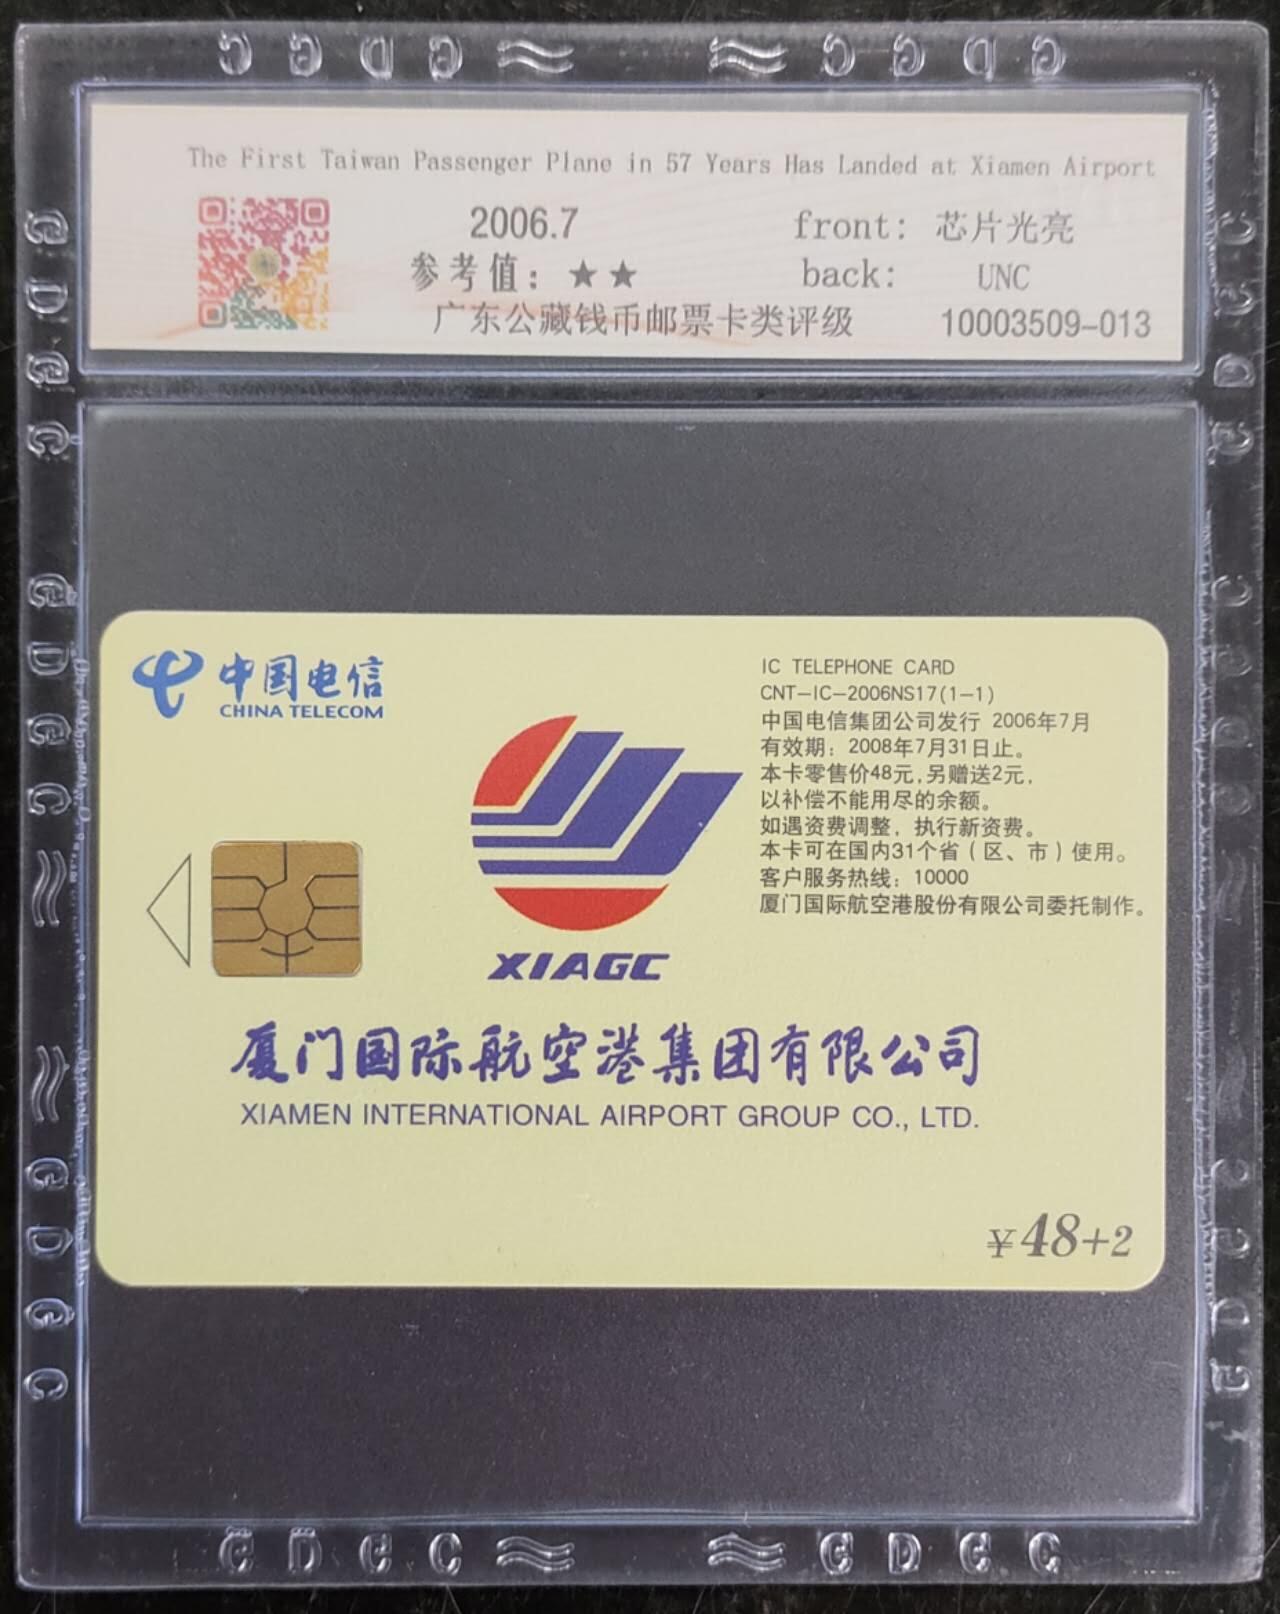 The First Taiwan Passenger Plane in 57 Years Has Landed at Xiamen Airport
2006.7
front: 芯片光亮
参考值：★★
back: UNC
广东公藏钱币邮票卡类评级
10003509-013
中国电信
CHINA TELECOM
IC TELEPHONE CARD
CNT-IC-2006NS17(1-1)
中国电信集团公司发行 2006年7月
有效期：2008年7月31日止。
本卡零售价48元,另赠送2元,
以补偿不能用尽的余额。
如遇资费调整，执行新资费。
本卡可在国内31个省（区、市）使用。
客户服务热线：10000
厦门国际航空港股份有限公司委托制作。
XIAGC
厦门国际航空港集团有限公司
XIAMEN INTERNATIONAL AIRPORT GROUP CO., LTD.
¥48+2
GDGC
GDGC